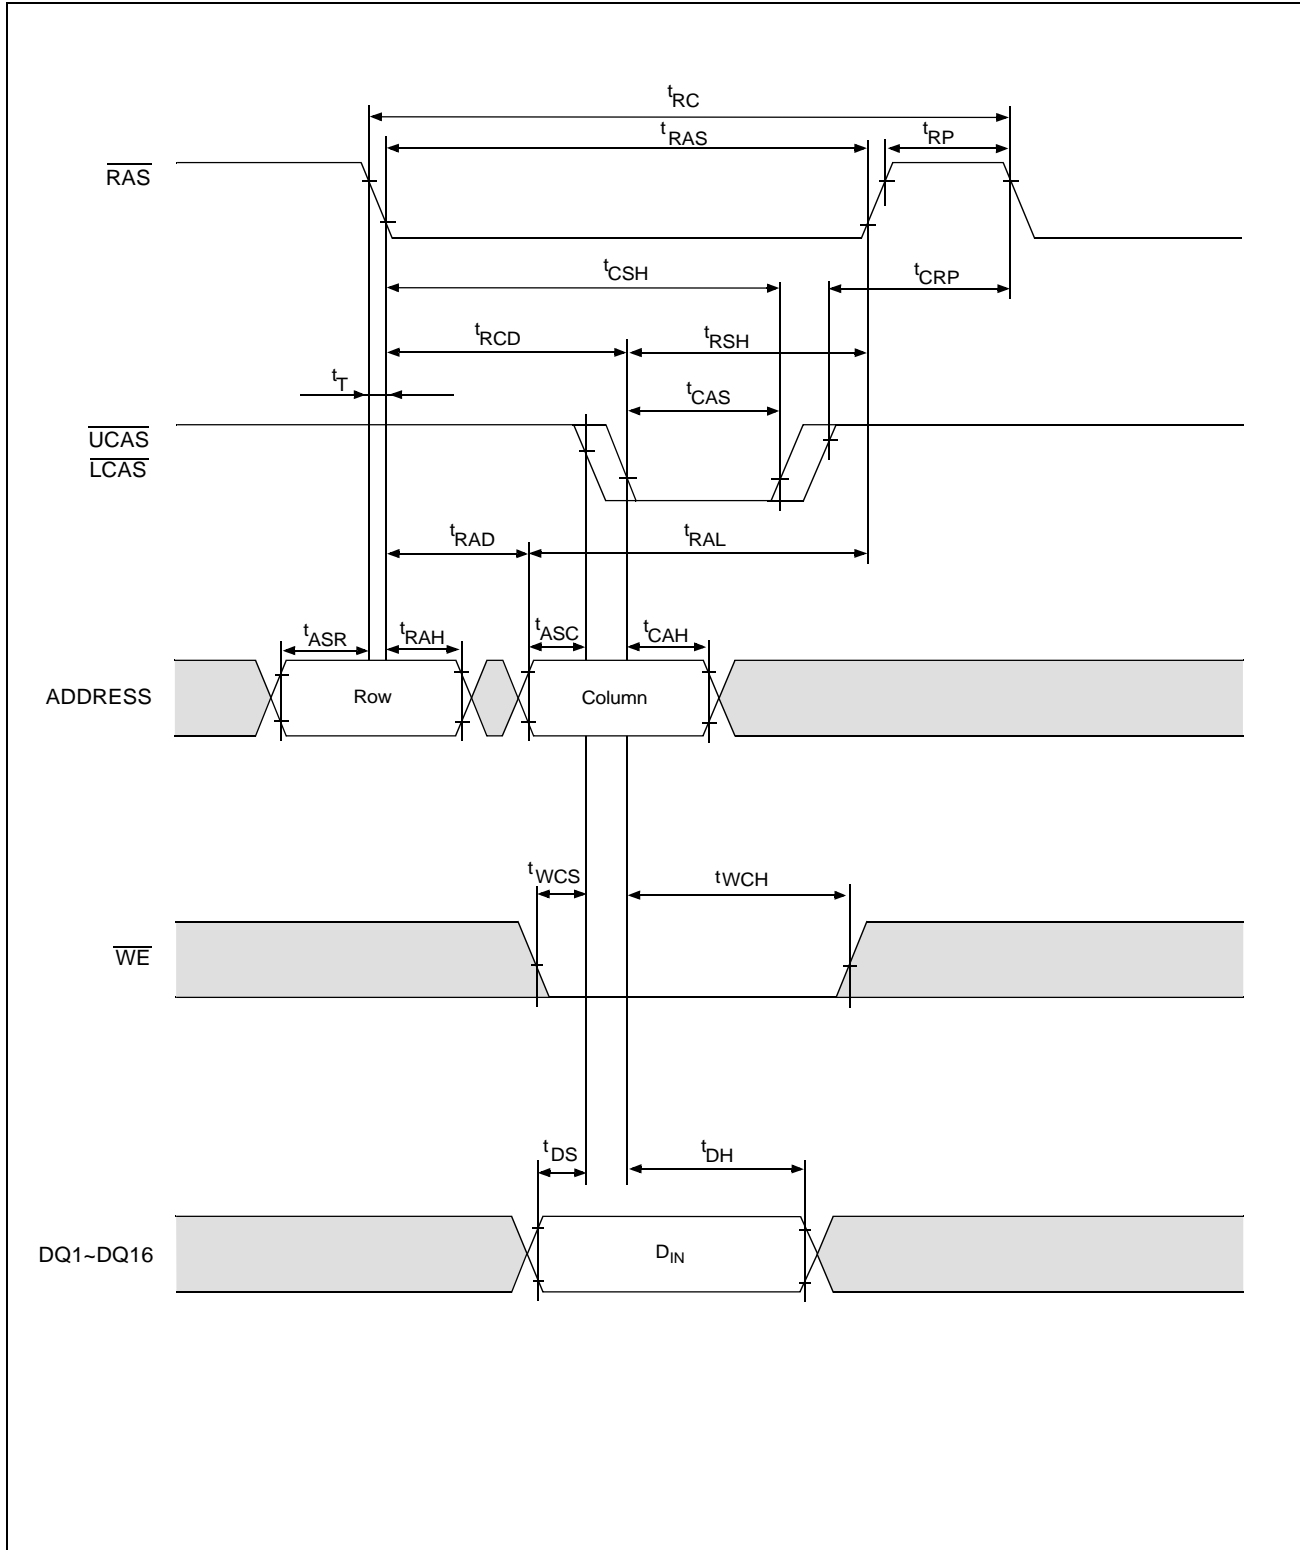 tRC
tRAS
tRP
RAS
tCSH
tCRP
tRCD
tRSH
tT
tCAS
UCAS
LCAS
tRAD
tRAL
tASR
tRAH
tASC
tCAH
ADDRESS
Row
Column
tWCS
tWCH
WE
tDS
tDH
DQ1~DQ16
DIN